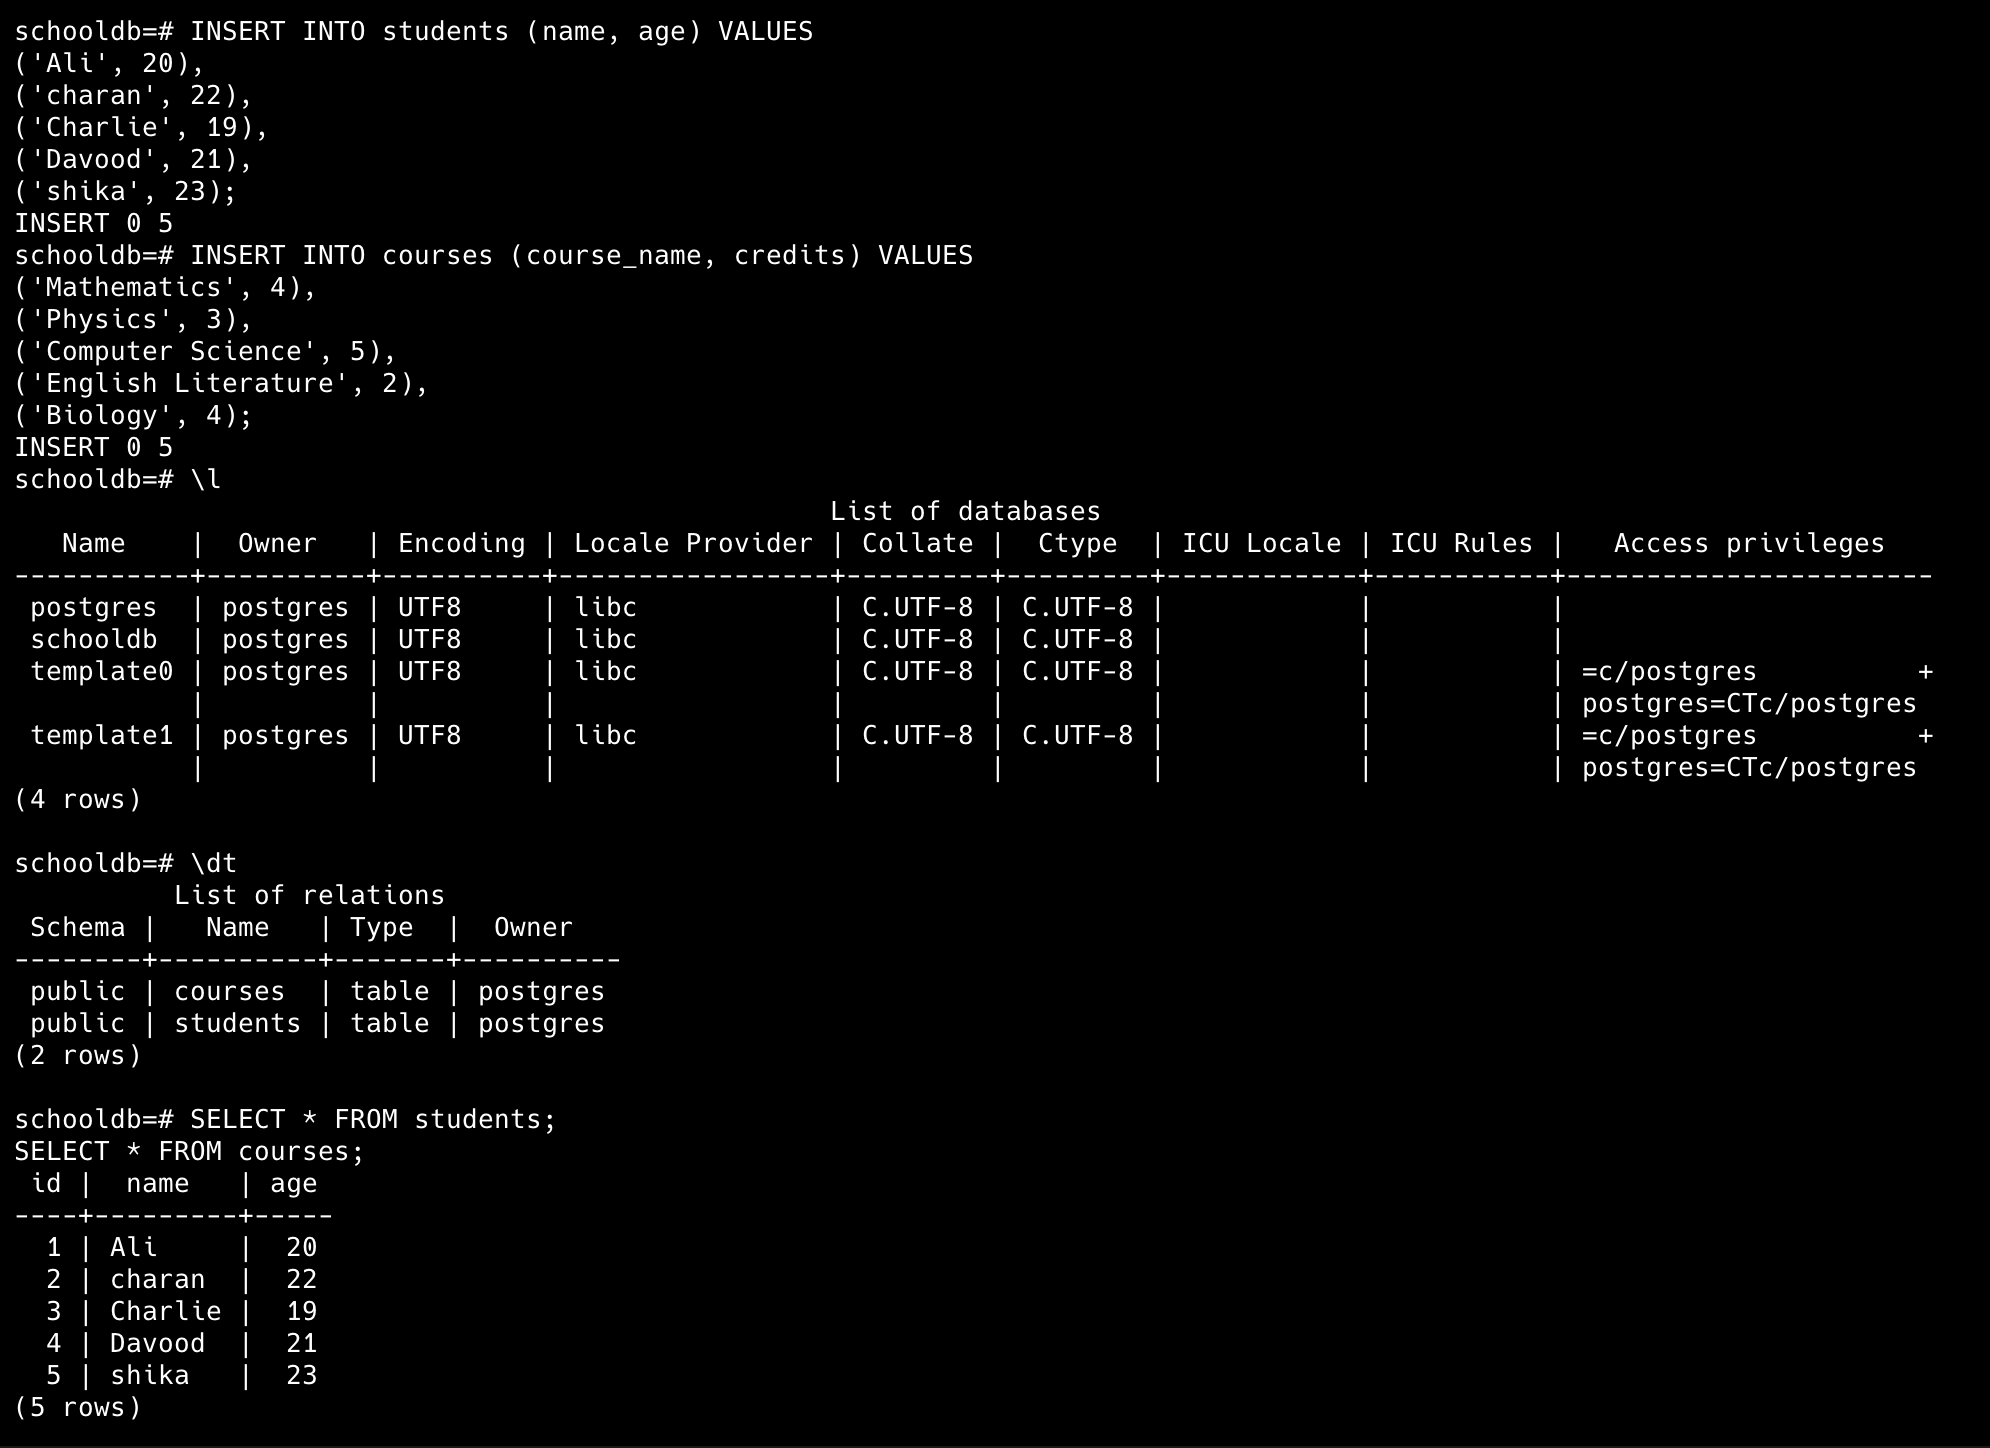 schooldb=# INSERT INTO students (name, age) VALUES
('Ali', 20),
('charan', 22),
('Charlie', 19),
('Davood', 21),
('shika', 23);
INSERT 0 5
schooldb=# INSERT INTO courses (course_name, credits) VALUES
('Mathematics', 4),
('Physics', 3),
('Computer Science', 5),
('English Literature', 2),
('Biology', 4);
INSERT 0 5
schooldb=# \l
                                                   List of databases
   Name    |  Owner   | Encoding | Locale Provider | Collate |  Ctype  | ICU Locale | ICU Rules |   Access privileges
-----------+----------+----------+-----------------+---------+---------+------------+-----------+-----------------------
 postgres  | postgres | UTF8     | libc            | C.UTF-8 | C.UTF-8 |            |           |
 schooldb  | postgres | UTF8     | libc            | C.UTF-8 | C.UTF-8 |            |           |
 template0 | postgres | UTF8     | libc            | C.UTF-8 | C.UTF-8 |            |           | =c/postgres          +
           |          |          |                 |         |         |            |           | postgres=CTc/postgres
 template1 | postgres | UTF8     | libc            | C.UTF-8 | C.UTF-8 |            |           | =c/postgres          +
           |          |          |                 |         |         |            |           | postgres=CTc/postgres
(4 rows)

schooldb=# \dt
          List of relations
 Schema |   Name   | Type  |  Owner
--------+----------+-------+----------
 public | courses  | table | postgres
 public | students | table | postgres
(2 rows)

schooldb=# SELECT * FROM students;
SELECT * FROM courses;
 id |  name   | age
----+---------+-----
  1 | Ali     |  20
  2 | charan  |  22
  3 | Charlie |  19
  4 | Davood  |  21
  5 | shika   |  23
(5 rows)